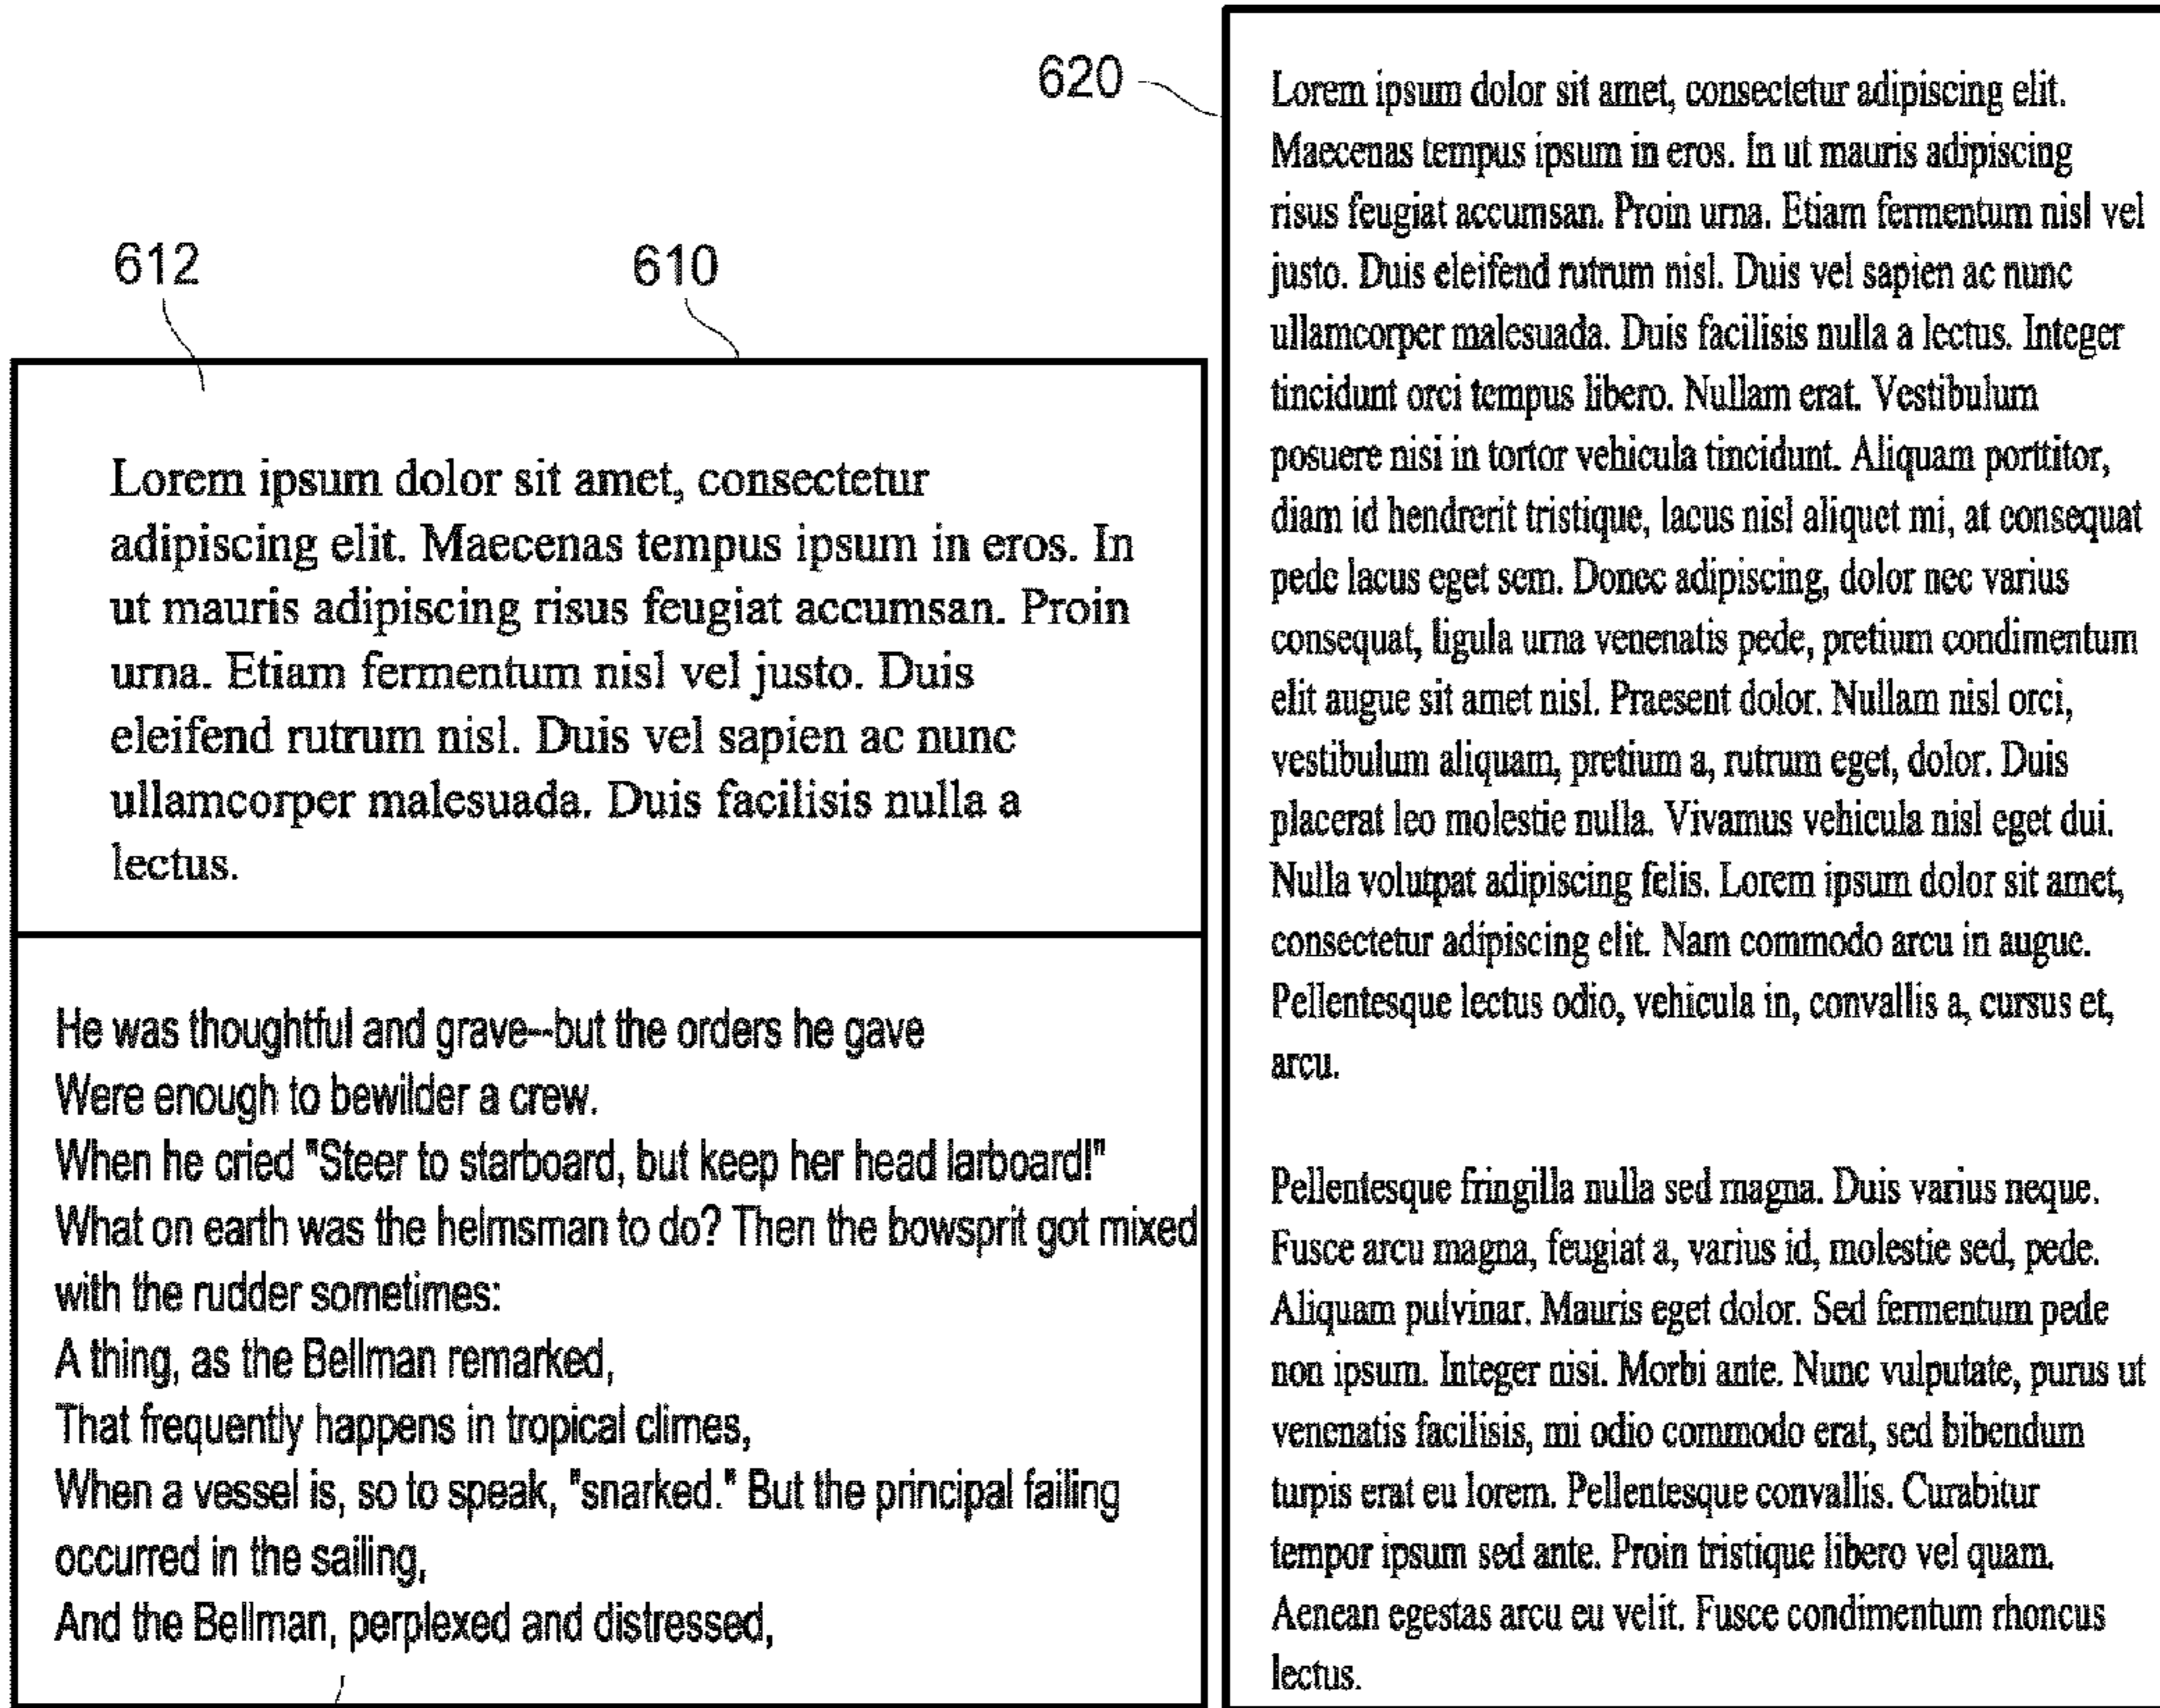 612
610
Lorem ipsum dolor sit amet, consectetur
adipiscing elit. Maecenas tempus ipsum in eros. In
ut mauris adipiscing risus feugiat accumsan. Proin
urna. Etiam fermentum nisl vel justo. Duis
eleifend rutrum nisl. Duis vel sapien ac nunc
ullamcorper malesuada. Duis facilisis nulla a
lectus.
He was thoughtful and grave--but the orders he gave
Were enough to bewilder a crew.
When he cried "Steer to starboard, but keep her head larboard!"
What on earth was the helmsman to do? Then the bowsprit got mixed
with the rudder sometimes:
A thing, as the Bellman remarked,
That frequently happens in tropical climes,
When a vessel is, so to speak, "snarked." But the principal failing
occurred in the sailing,
And the Bellman, perplexed and distressed,
620
Lorem ipsum dolor sit amet, consectetur adipiscing elit.
Maecenas tempus ipsum in eros. In ut mauris adipiscing
risus feugiat accumsan. Proin urna. Etiam fermentum nisl vel
justo. Duis eleifend rutrum nisl. Duis vel sapien ac nunc
ullamcorper malesuada. Duis facilisis nulla a lectus. Integer
tincidunt orci tempus libero. Nullam erat. Vestibulum
posuere nisi in tortor vehicula tincidunt. Aliquam porttitor,
diam id hendrerit tristique, lacus nisl aliquet mi, at consequat
pede lacus eget sem. Donec adipiscing, dolor nec varius
consequat, ligula urna venenatis pede, pretium condimentum
elit augue sit amet nisl. Praesent dolor. Nullam nisl orci,
vestibulum aliquam, pretium a, rutrum eget, dolor. Duis
placerat leo molestie nulla. Vivamus vehicula nisl eget dui.
Nulla volutpat adipiscing felis. Lorem ipsum dolor sit amet,
consectetur adipiscing elit. Nam commodo arcu in augue.
Pellentesque lectus odio, vehicula in, convallis a, cursus et,
arcu.
Pellentesque fringilla nulla sed magna. Duis varius neque.
Fusce arcu magna, feugiat a, varius id, molestie sed, pede.
Aliquam pulvinar. Mauris eget dolor. Sed fermentum pede
non ipsum. Integer nisi. Morbi ante. Nunc vulputate, purus ut
venenatis facilisis, mi odio commodo erat, sed bibendum
turpis erat eu lorem. Pellentesque convallis. Curabitur
tempor ipsum sed ante. Proin tristique libero vel quam.
Aenean egestas arcu eu velit. Fusce condimentum rhoncus
lectus.